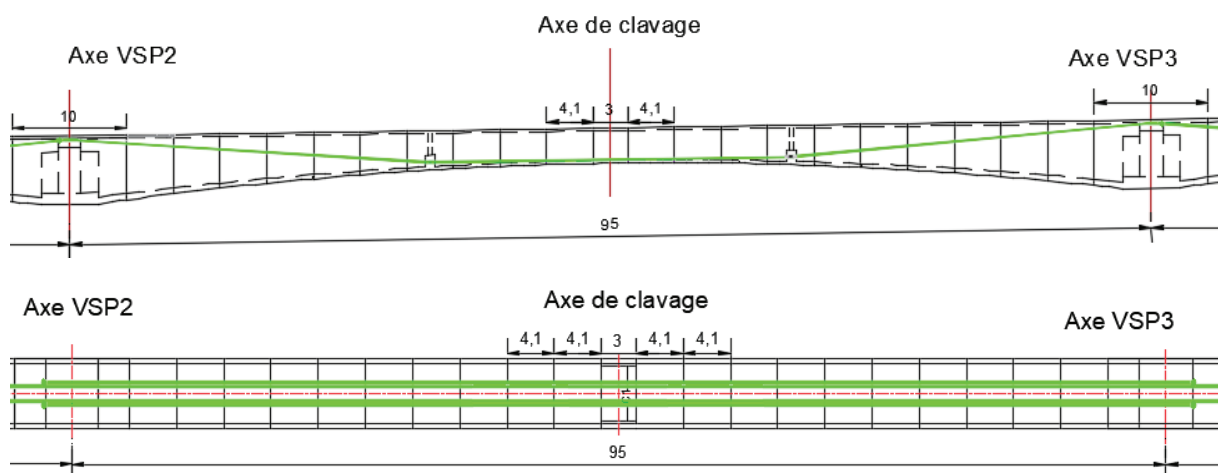 Axe de clavage
Axe VSP2
Axe VSP3
10
4,1 3 4,1
10
95
Axe VSP2
Axe de clavage
Axe VSP3
4,1 4,1 3 4,1 4,1
95